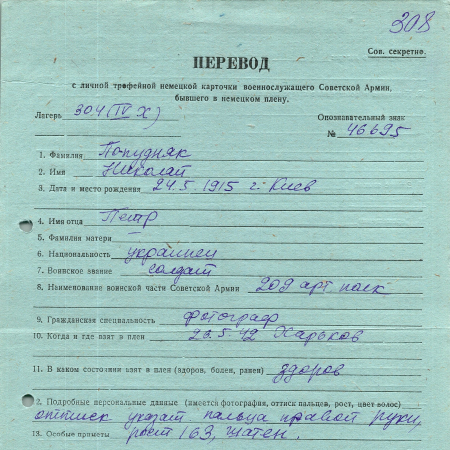 308
Сов. секретно.
ПЕРЕВОД
с личной трофейной немецкой карточки военнослужащего Советской Армии,
бывшего в немецком плену.
Лагерь 304 (IV X) Опознавательный знак
№ 46695
1. Фамилия Попудняк
2. Имя Николай
3. Дата и место рождения 24.5.1915 г. Киев
4. Имя отца Петр
5. Фамилия матери
6. Национальность украинец
7. Воинское звание солдат
8. Наименование воинской части Советской Армии 209 арт полк
9. Гражданская специальность фотограф
10. Когда и где взят в плен 23.5.42 Харьков
11. В каком состоянии взят в плен (здоров, болен, ранен) здоров
2. Подробные персональные данные (имеется фотография, оттиск пальцев, рост, цвет волос)
оттиск указат пальца правой руки,
13. Особые приметы рост 163, шатен.